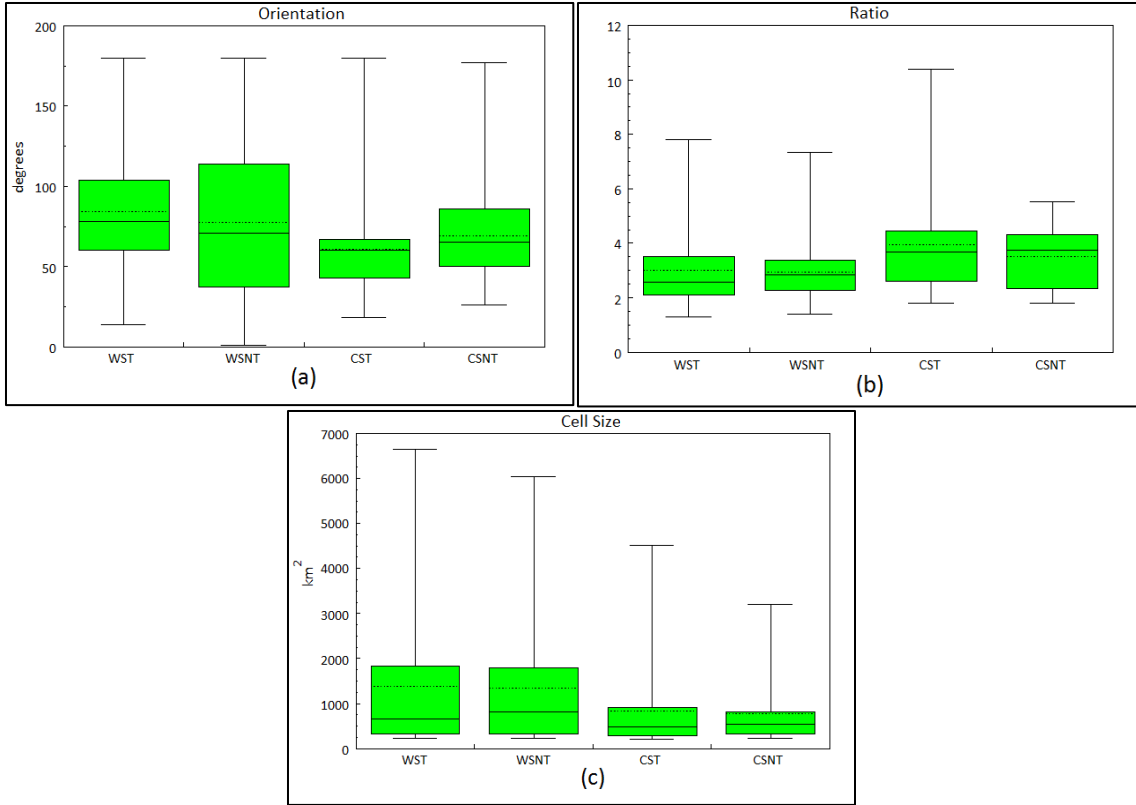 Orientation
200
150
100
50
0
degrees
WST WSNT CST CSNT
(a)
Ratio
12
10
8
6
4
2
0
WST WSNT CST CSNT
(b)
Cell Size
7000
6000
5000
4000
3000
2000
1000
0
km²
WST WSNT CST CSNT
(c)